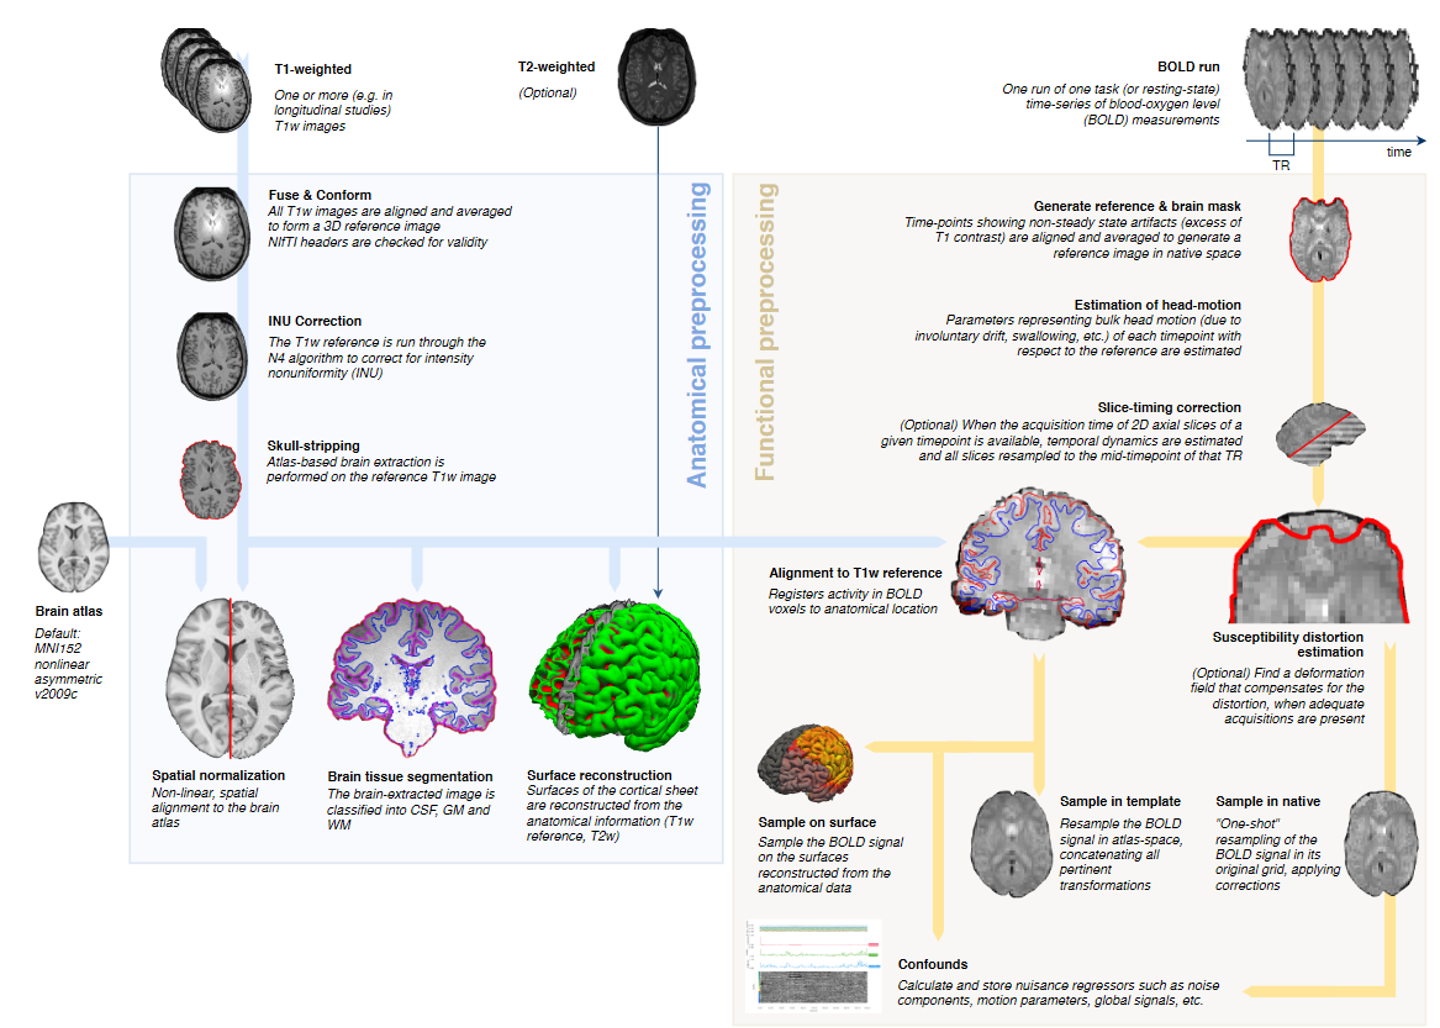 T1-weighted
One or more (e.g. in
longitudinal studies)
T1w images
T2-weighted
(Optional)
BOLD run
One run of one task (or resting-state)
time-series of blood-oxygen level
(BOLD) measurements
time
TR
Anatomical preprocessing
Fuse & Conform
All T1w images are aligned and averaged
to form a 3D reference image
NIfTI headers are checked for validity
INU Correction
The T1w reference is run through the
N4 algorithm to correct for intensity
nonuniformity (INU)
Skull-stripping
Atlas-based brain extraction is
performed on the reference T1w image
Brain atlas
Default:
MNI152
nonlinear
asymmetric
v2009c
Spatial normalization
Non-linear, spatial
alignment to the brain
atlas
Brain tissue segmentation
The brain-extracted image is
classified into CSF, GM and
WM
Surface reconstruction
Surfaces of the cortical sheet
are reconstructed from the
anatomical information (T1w
reference, T2w)
Functional preprocessing
Generate reference & brain mask
Time-points showing non-steady state artifacts (excess of
T1 contrast) are aligned and averaged to generate a
reference image in native space
Estimation of head-motion
Parameters representing bulk head motion (due to
involuntary drift, swallowing, etc.) of each timepoint with
respect to the reference are estimated
Slice-timing correction
(Optional) When the acquisition time of 2D axial slices of a
given timepoint is available, temporal dynamics are estimated
and all slices resampled to the mid-timepoint of that TR
Alignment to T1w reference
Registers activity in BOLD
voxels to anatomical location
Susceptibility distortion
estimation
(Optional) Find a deformation
field that compensates for the
distortion, when adequate
acquisitions are present
Sample on surface
Sample the BOLD signal
on the surfaces
reconstructed from the
anatomical data
Sample in template
Resample the BOLD
signal in atlas-space,
concatenating all
pertinent
transformations
Sample in native
"One-shot"
resampling of the
BOLD signal in its
original grid, applying
corrections
Confounds
Calculate and store nuisance regressors such as noise
components, motion parameters, global signals, etc.